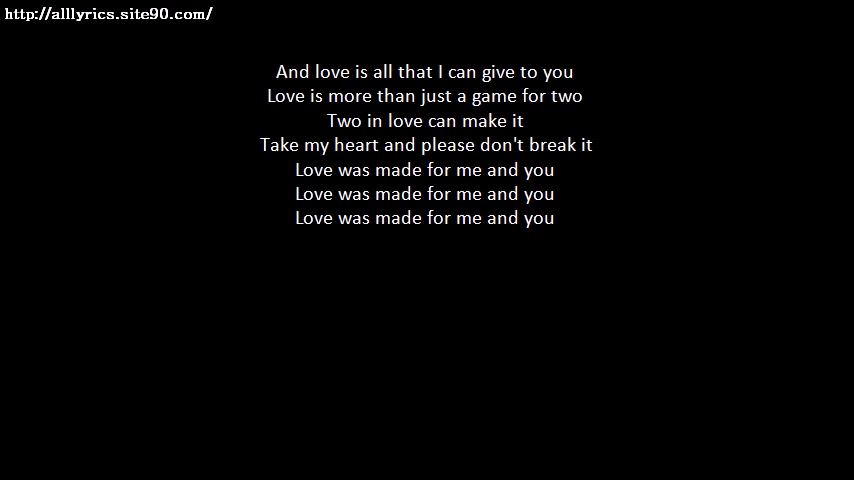 http://alllyrics.site90.com/
And love is all that I can give to you
Love is more than just a game for two
Two in love can make it
Take my heart and please don't break it
Love was made for me and you
Love was made for me and you
Love was made for me and you